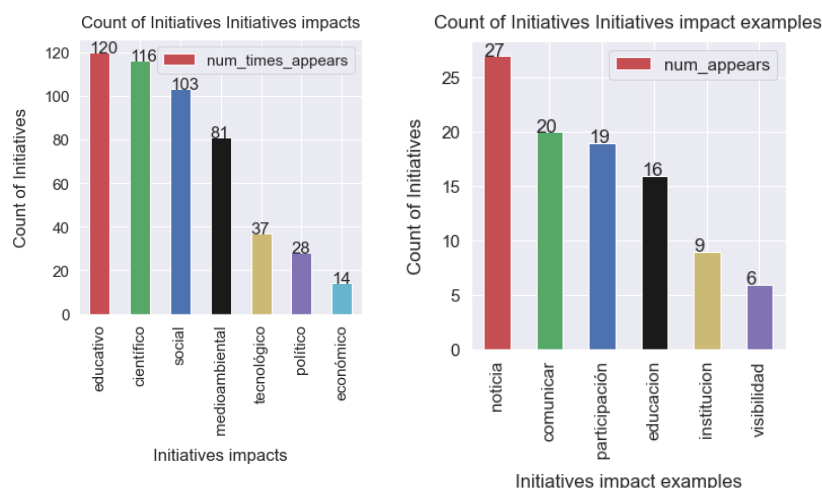 Count of Initiatives Initiatives impacts
num_times_appears
Count of Initiatives
120
100
80
60
40
20
0
120
116
103
81
37
28
14
educativo
científico
social
medioambiental
tecnológico
político
económico
Initiatives impacts
Count of Initiatives Initiatives impact examples
num_appears
Count of Initiatives
25
20
15
10
5
0
27
20
19
16
9
6
noticia
comunicar
participación
educacion
institucion
visibilidad
Initiatives impact examples